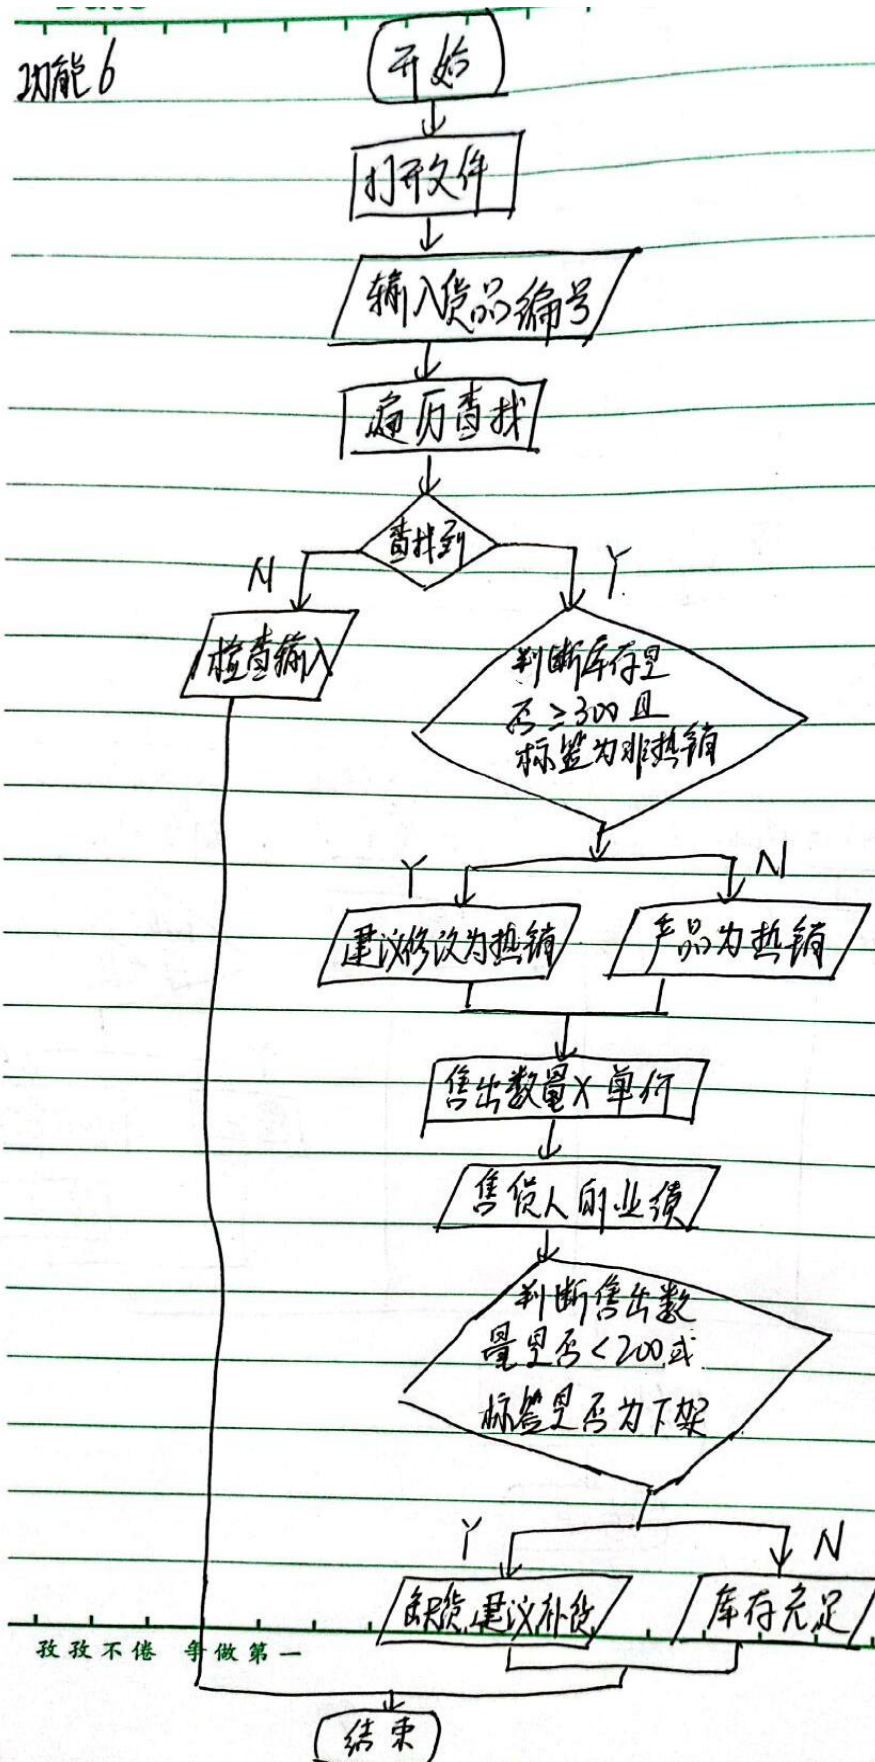 功能6
开始
打开文件
输入货品编号
遍历查找
查找到
N
Y
检查输入
判断库存是
否≥300且
标签为非热销
Y
N
建议修改为热销
产品为热销
售出数量×单价
售货人的业绩
判断售出数
量是否<200或
标签是否为下架
Y
N
缺货,建议补货
库存充足
孜孜不倦 争做第一
结束